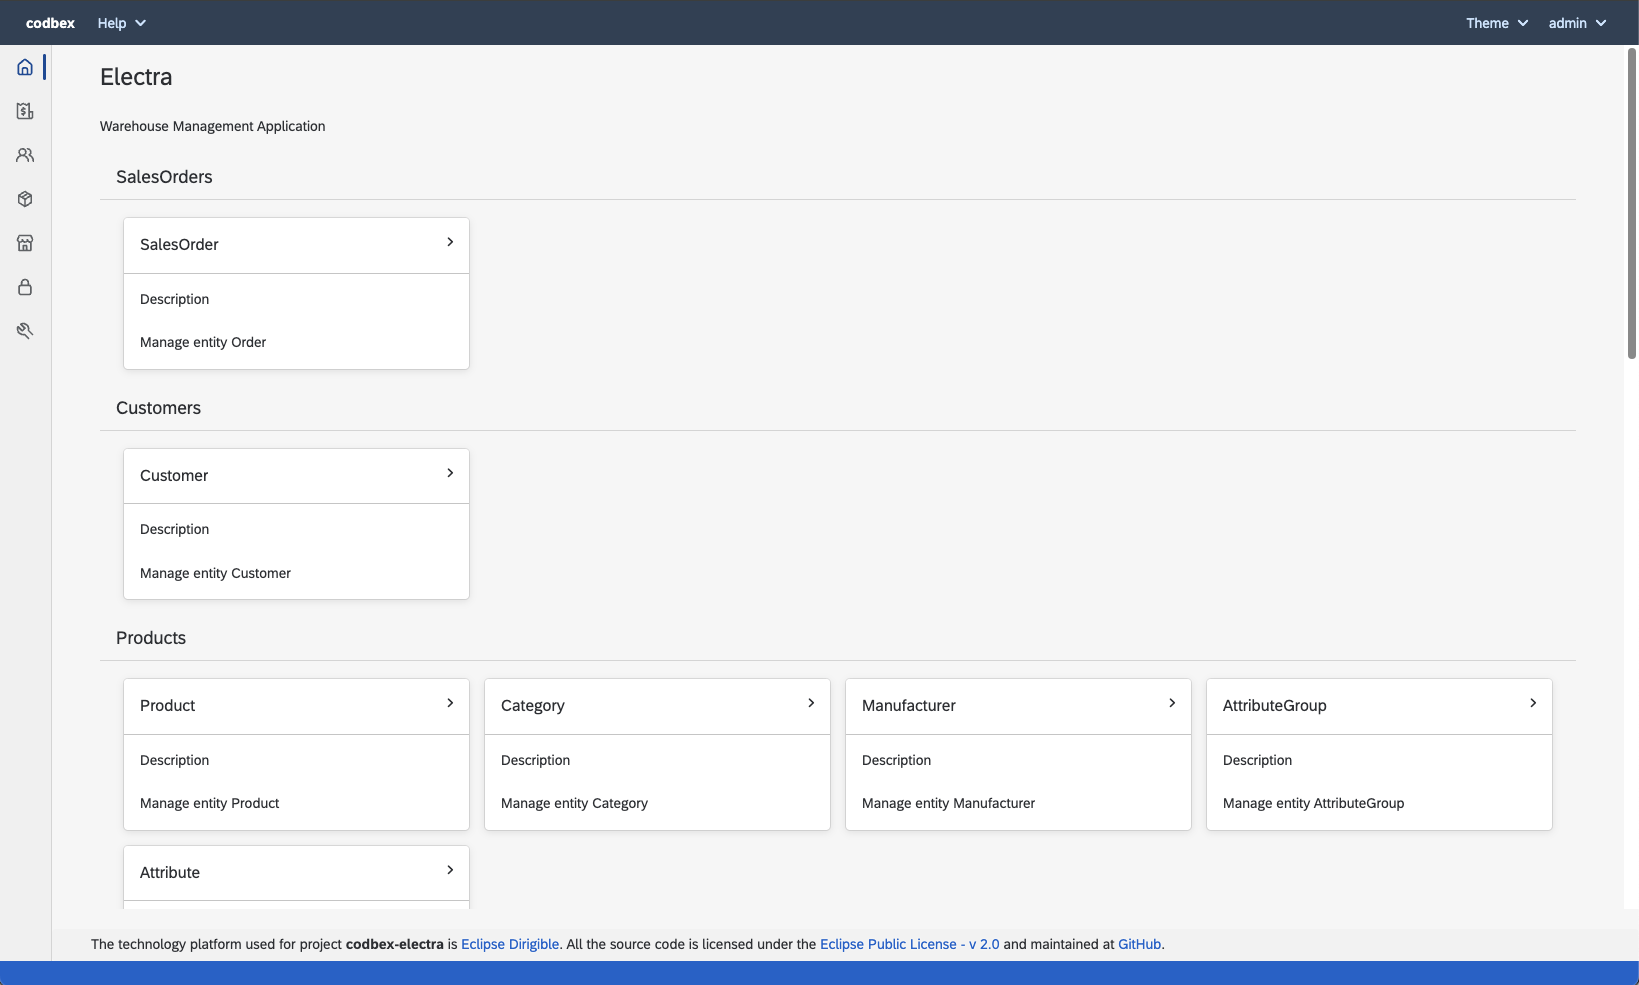 codbex Help Theme admin
Electra
Warehouse Management Application
SalesOrders
SalesOrder
Description
Manage entity Order
Customers
Customer
Description
Manage entity Customer
Products
Product Category Manufacturer AttributeGroup
Description Description Description Description
Manage entity Product Manage entity Category Manage entity Manufacturer Manage entity AttributeGroup
Attribute
The technology platform used for project codbex-electra is Eclipse Dirigible. All the source code is licensed under the Eclipse Public License - v 2.0 and maintained at GitHub.